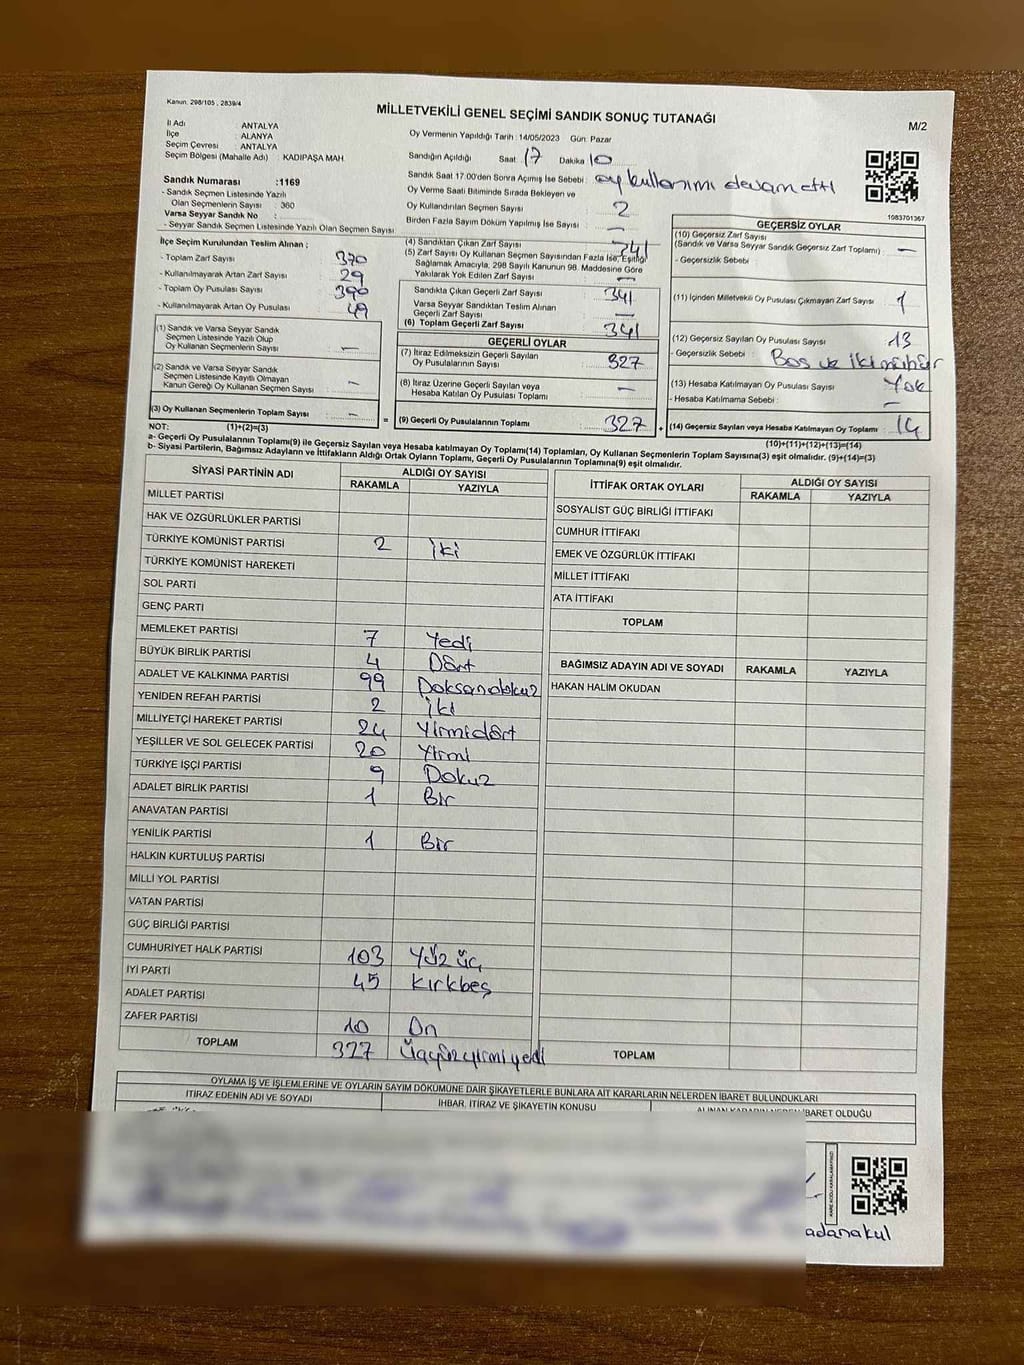 Kanun: 298/105 , 2839/4
MİLLETVEKİLİ GENEL SEÇİMİ SANDIK SONUÇ TUTANAĞI
M/2
İl Adı : ANTALYA
İlçe : ALANYA
Seçim Çevresi : ANTALYA
Seçim Bölgesi (Mahalle Adı) KADIPAŞA MAH.
Oy Vermenin Yapıldığı Tarih : 14/05/2023 Gün: Pazar
Sandığın Açıldığı Saat 17 Dakika 10
Sandık Saat 17.00'den Sonra Açımış İse Sebebi : oy kullanımı devam etti
Oy Verme Saati Bitiminde Sırada Bekleyen ve
Oy Kullandırılan Seçmen Sayısı : 2
Birden Fazla Sayım Döküm Yapılmış İse Sayısı : —
1083701367
Sandık Numarası :1169
- Sandık Seçmen Listesinde Yazılı
Olan Seçmenlerin Sayısı : 360
Varsa Seyyar Sandık No :
- Seyyar Sandık Seçmen Listesinde Yazılı Olan Seçmen Sayısı
İlçe Seçim Kurulundan Teslim Alınan ;
- Toplam Zarf Sayısı : 370
- Kullanılmayarak Artan Zarf Sayısı : 29
- Toplam Oy Pusulası Sayısı : 390
- Kullanılmayarak Artan Oy Pusulası : 49
(1) Sandık ve Varsa Seyyar Sandık
Seçmen Listesinde Yazılı Olup
Oy Kullanan Seçmenlerin Sayısı : —
(2) Sandık ve Varsa Seyyar Sandık
Seçmen Listesinde Kayıtlı Olmayan
Kanun Gereği Oy Kullanan Seçmen Sayısı : —
(3) Oy Kullanan Seçmenlerin Toplam Sayısı : —
(4) Sandıktan Çıkan Zarf Sayısı : 341
(5) Zarf Sayısı Oy Kullanan Seçmen Sayısından Fazla İse, Eşitliği
Sağlamak Amacıyla, 298 Sayılı Kanunun 98. Maddesine Göre
Yakılarak Yok Edilen Zarf Sayısı : —
Sandıkta Çıkan Geçerli Zarf Sayısı : 341
Varsa Seyyar Sandıktan Teslim Alınan
Geçerli Zarf Sayısı : —
(6) Toplam Geçerli Zarf Sayısı : 341
GEÇERLİ OYLAR
(7) İtiraz Edilmeksizin Geçerli Sayılan
Oy Pusulalarının Sayısı : 327
(8) İtiraz Üzerine Geçerli Sayılan veya
Hesaba Katılan Oy Pusulası Toplamı : —
= (9) Geçerli Oy Pusulalarının Toplamı : 327
GEÇERSİZ OYLAR
(10) Geçersiz Zarf Sayısı
(Sandık ve Varsa Seyyar Sandık Geçersiz Zarf Toplamı) : —
- Geçersizlik Sebebi :
(11) İçinden Milletvekili Oy Pusulası Çıkmayan Zarf Sayısı : 1
(12) Geçersiz Sayılan Oy Pusulası Sayısı : 13
- Geçersizlik Sebebi : Boş ve iki mühür
(13) Hesaba Katılmayan Oy Pusulası Sayısı : Yok
- Hesaba Katılmama Sebebi : —
+ (14) Geçersiz Sayılan veya Hesaba Katılmayan Oy Toplamı : 14
NOT: (1)+(2)=(3)
(10)+(11)+(12)+(13)=(14)
a- Geçerli Oy Pusulalarının Toplamı(9) ile Geçersiz Sayılan veya Hesaba katılmayan Oy Toplamı(14) Toplamları, Oy Kullanan Seçmenlerin Toplam Sayısına(3) eşit olmalıdır. (9)+(14)=(3)
b- Siyasi Partilerin, Bağımsız Adayların ve İttifakların Aldığı Ortak Oyların Toplamı, Geçerli Oy Pusulalarının Toplamına(9) eşit olmalıdır.
SİYASİ PARTİNİN ADI ALDIĞI OY SAYISI
RAKAMLA YAZIYLA
MİLLET PARTİSİ
HAK VE ÖZGÜRLÜKLER PARTİSİ
TÜRKİYE KOMÜNİST PARTİSİ 2 iki
TÜRKİYE KOMÜNİST HAREKETİ
SOL PARTİ
GENÇ PARTİ
MEMLEKET PARTİSİ 7 Yedi
BÜYÜK BİRLİK PARTİSİ 4 Dört
ADALET VE KALKINMA PARTİSİ 99 Doksandokuz
YENİDEN REFAH PARTİSİ 2 İki
MİLLİYETÇİ HAREKET PARTİSİ 24 Yirmidört
YEŞİLLER VE SOL GELECEK PARTİSİ 20 Yirmi
TÜRKİYE İŞÇİ PARTİSİ 9 Dokuz
ADALET BİRLİK PARTİSİ 1 Bir
ANAVATAN PARTİSİ
YENİLİK PARTİSİ 1 Bir
HALKIN KURTULUŞ PARTİSİ
MİLLİ YOL PARTİSİ
VATAN PARTİSİ
GÜÇ BİRLİĞİ PARTİSİ
CUMHURİYET HALK PARTİSİ 103 Yüz üç
İYİ PARTİ 45 Kırkbeş
ADALET PARTİSİ
ZAFER PARTİSİ 10 On
TOPLAM 327 üçyüzyirmiyedi
İTTİFAK ORTAK OYLARI ALDIĞI OY SAYISI
RAKAMLA YAZIYLA
SOSYALİST GÜÇ BİRLİĞİ İTTİFAKI
CUMHUR İTTİFAKI
EMEK VE ÖZGÜRLÜK İTTİFAKI
MİLLET İTTİFAKI
ATA İTTİFAKI
TOPLAM
BAĞIMSIZ ADAYIN ADI VE SOYADI RAKAMLA YAZIYLA
HAKAN HALİM OKUDAN
TOPLAM
OYLAMA İŞ VE İŞLEMLERİNE VE OYLARIN SAYIM DÖKÜMÜNE DAİR ŞİKAYETLERLE BUNLARA AİT KARARLARIN NELERDEN İBARET BULUNDUKLARI
İTİRAZ EDENİN ADI VE SOYADI İHBAR, İTİRAZ VE ŞİKAYETİN KONUSU ALINAN KARARIN NEDEN İBARET OLDUĞU
KARE KODU KARALAMAYINIZ!
adanakul